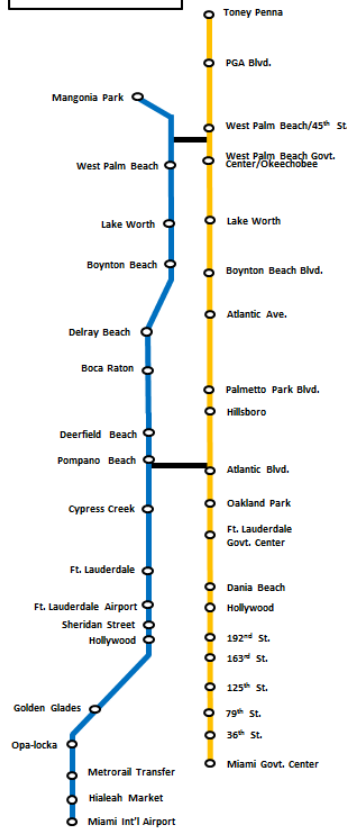 Toney Penna
PGA Blvd.
Mangonia Park
West Palm Beach/45th St.
West Palm Beach Govt.
Center/Okeechobee
West Palm Beach
Lake Worth
Lake Worth
Boynton Beach
Boynton Beach Blvd.
Atlantic Ave.
Delray Beach
Boca Raton
Palmetto Park Blvd.
Hillsboro
Deerfield Beach
Pompano Beach
Atlantic Blvd.
Cypress Creek
Oakland Park
Ft. Lauderdale
Govt. Center
Ft. Lauderdale
Dania Beach
Ft. Lauderdale Airport
Hollywood
Sheridan Street
Hollywood
192nd St.
163rd St.
125th St.
Golden Glades
79th St.
36th St.
Opa-locka
Miami Govt. Center
Metrorail Transfer
Hialeah Market
Miami Int'l Airport